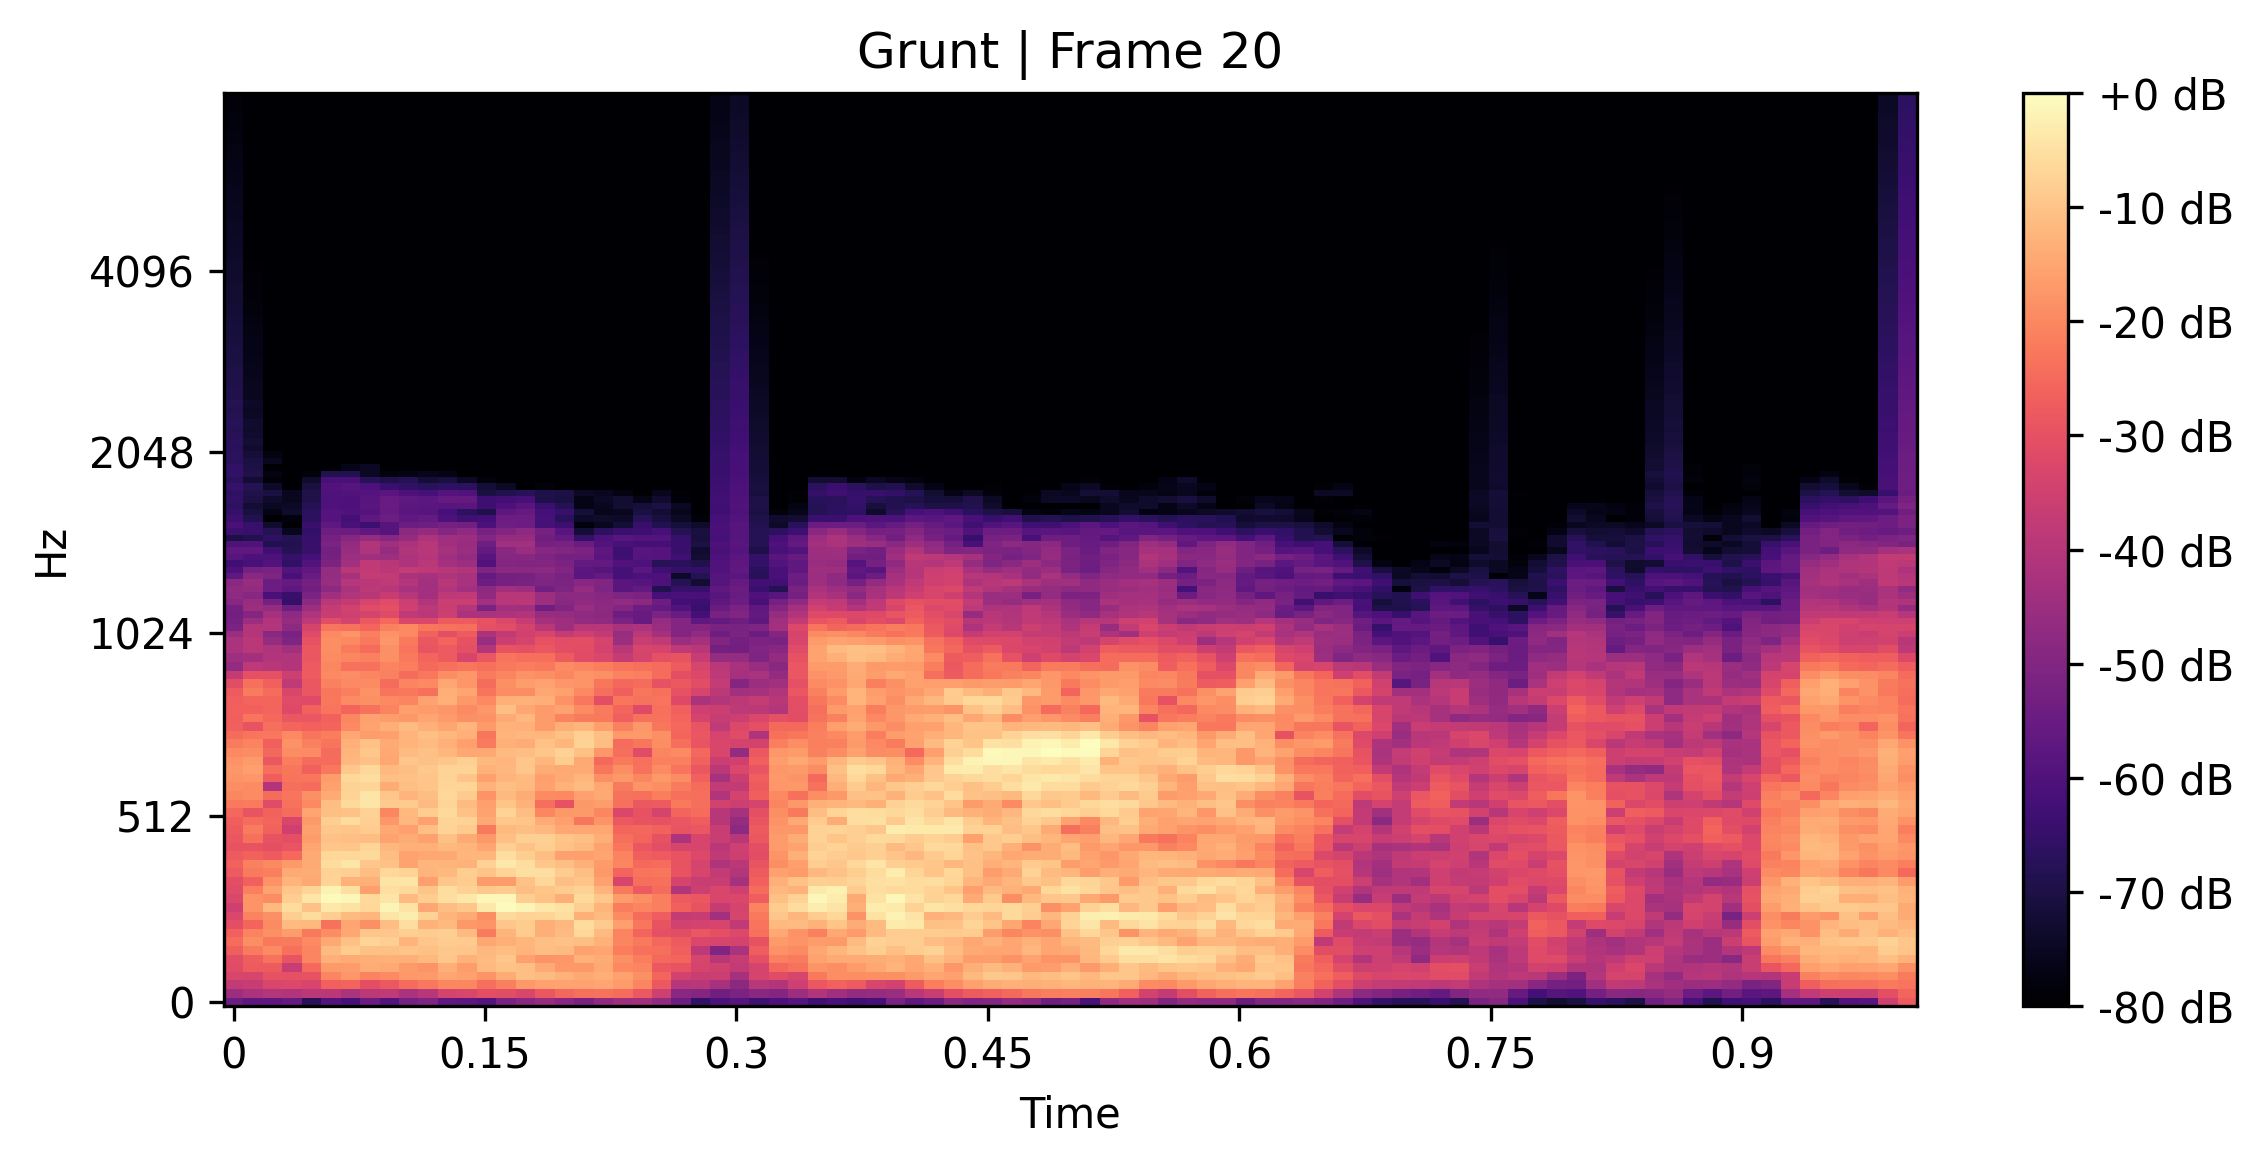 Grunt | Frame 20
+0 dB
-10 dB
-20 dB
-30 dB
-40 dB
-50 dB
-60 dB
-70 dB
-80 dB
Hz
4096
2048
1024
512
0
0 0.15 0.3 0.45 0.6 0.75 0.9
Time